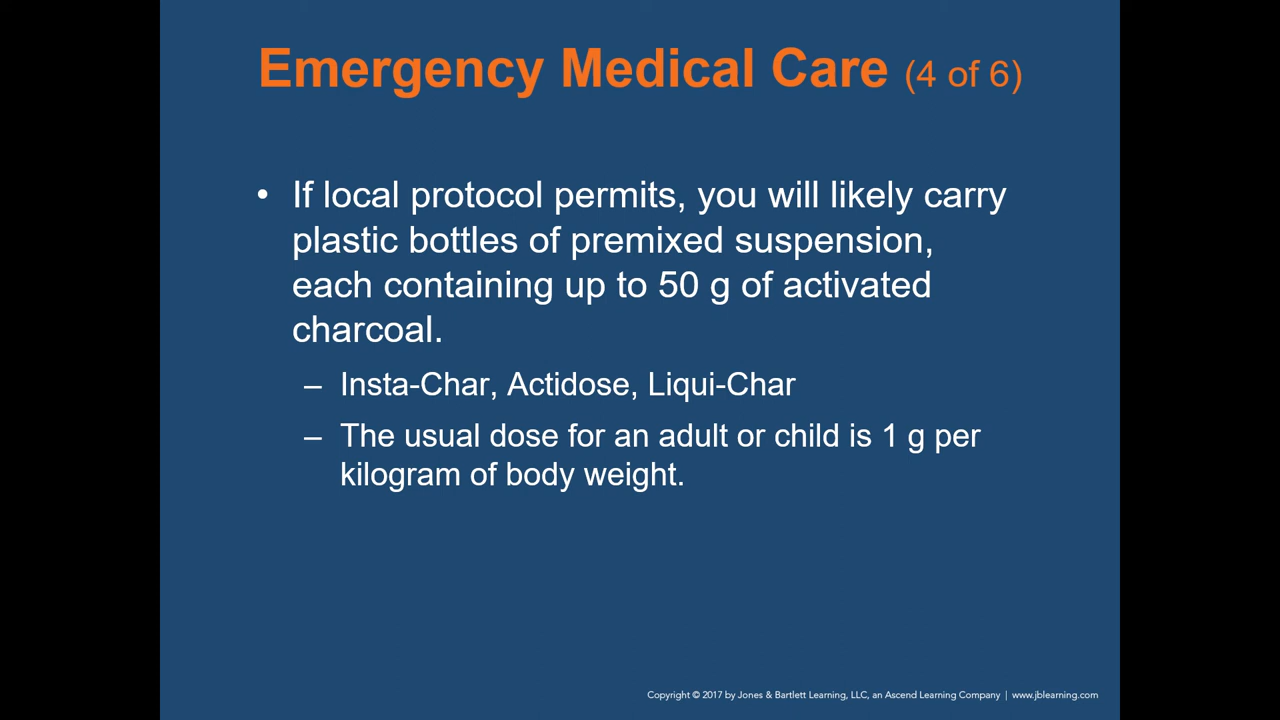 Emergency Medical Care (4 of 6)
• If local protocol permits, you will likely carry
plastic bottles of premixed suspension,
each containing up to 50 g of activated
charcoal.
– Insta-Char, Actidose, Liqui-Char
– The usual dose for an adult or child is 1 g per
kilogram of body weight.
Copyright © 2017 by Jones & Bartlett Learning, LLC, an Ascend Learning Company | www.jblearning.com